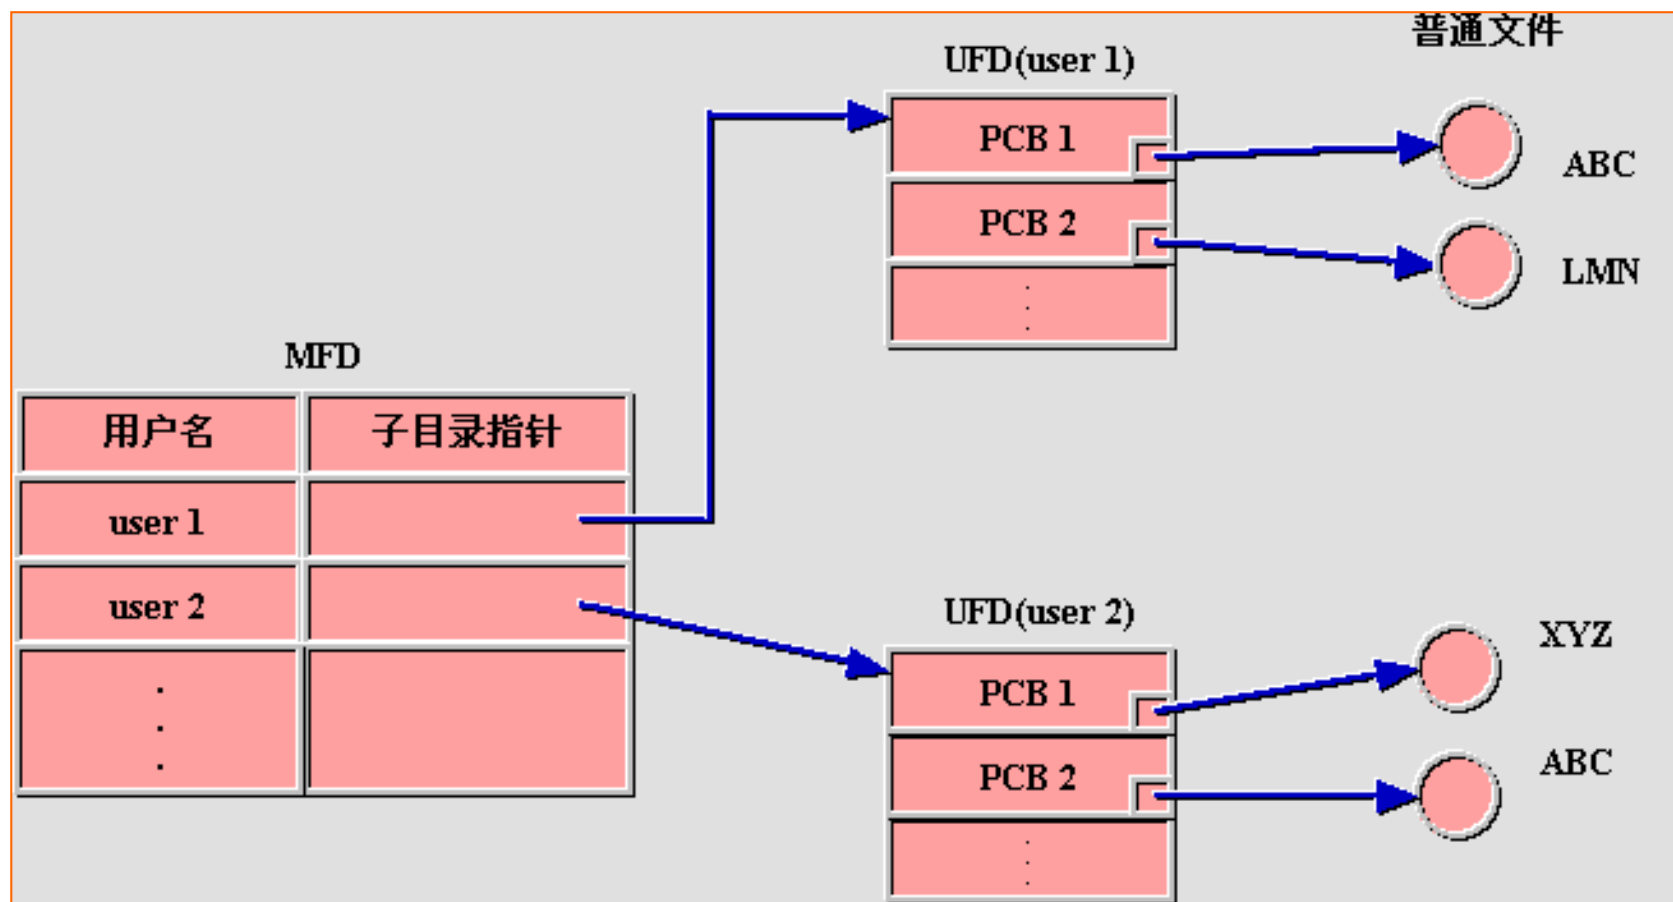 普通文件
UFD(user 1)
PCB 1
ABC
PCB 2
LMN
MFD
用户名 子目录指针
user 1
user 2
UFD(user 2)
XYZ
PCB 1
ABC
PCB 2